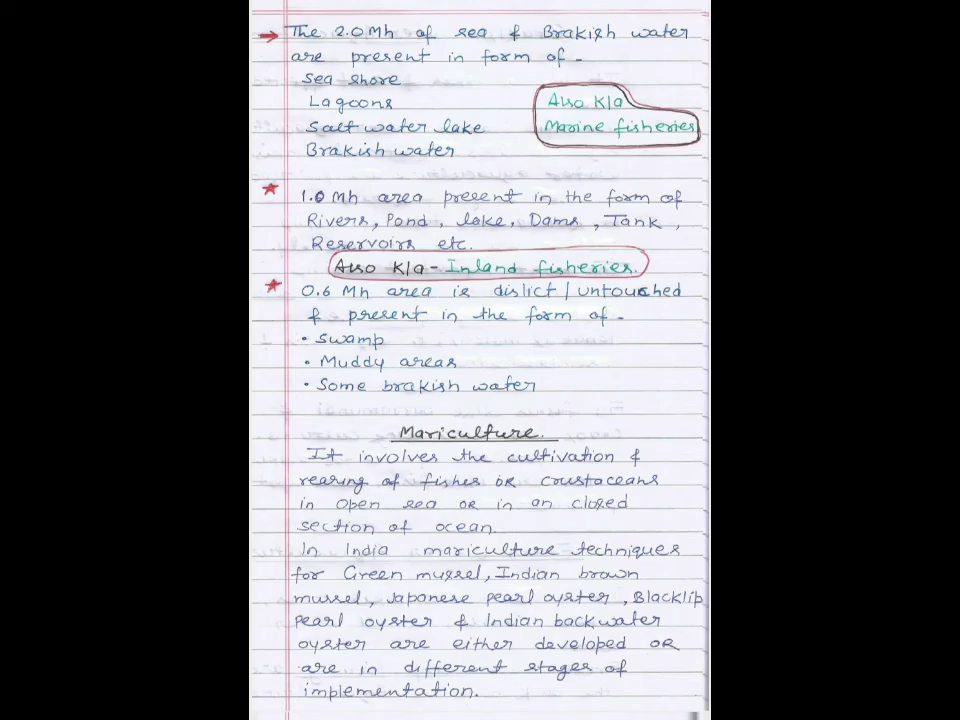 → The 2.0 Mh of sea & Brakish water
are present in form of -
Sea shore
Lagoons
Also K/a
Salt water lake
Marine fisheries
Brakish water
★ 1.0 Mh area present in the form of
Rivers, Pond, lake, Dams, Tank,
Reservoirs etc.
Also K/a - Inland fisheries.
★ 0.6 Mh area is dislict / untouched
& present in the form of -
• Swamp
• Muddy areas
• Some brakish water
Mariculture.
It involves the cultivation &
rearing of fishes OR coustaceans
in open sea OR in an closed
section of ocean.
In India mariculture techniques
for Green mussel, Indian brown
mussel, Japanese pearl oyster, Blacklip
pearl oyster & Indian backwater
oyster are either developed OR
are in different stages of
implementation.